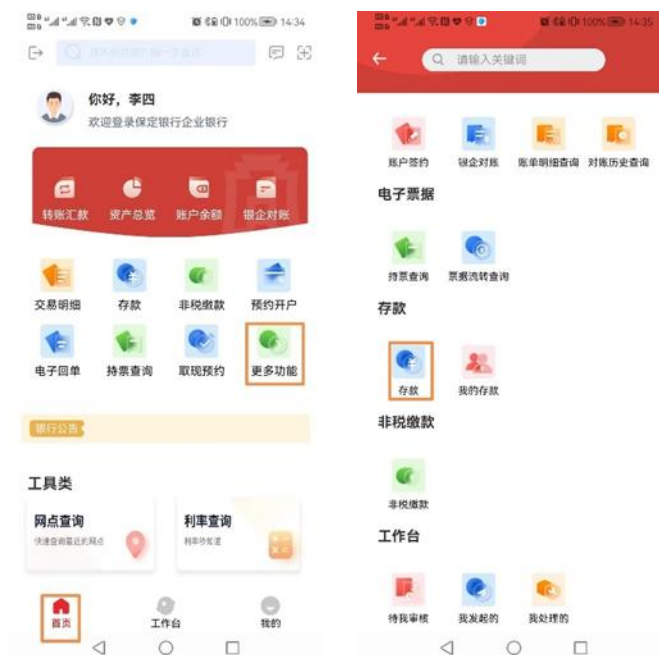 100% 14:34
你好，李四
欢迎登录保定银行企业银行
转账汇款 资产总览 账户余额 银企对账
交易明细 存款 非税缴款 预约开户
电子回单 持票查询 取现预约 更多功能
银行公告
工具类
网点查询 利率查询
快速查询最近的网点 利率秒知道
首页 工作台 我的
100% 14:35
请输入关键词
账户签约 银企对账 账单明细查询 对账历史查询
电子票据
持票查询 票据流转查询
存款
存款 我的存款
非税缴款
非税缴款
工作台
待我审核 我发起的 我处理的